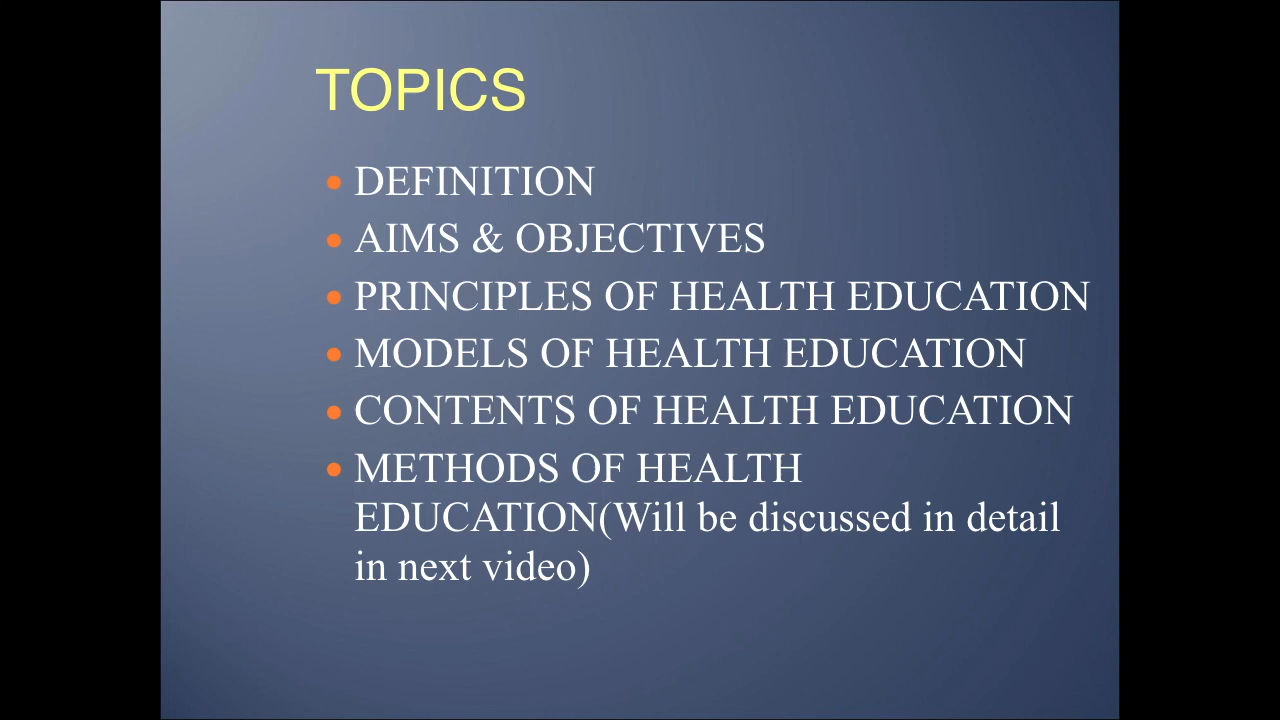 TOPICS
DEFINITION
AIMS & OBJECTIVES
PRINCIPLES OF HEALTH EDUCATION
MODELS OF HEALTH EDUCATION
CONTENTS OF HEALTH EDUCATION
METHODS OF HEALTH
EDUCATION(Will be discussed in detail
in next video)